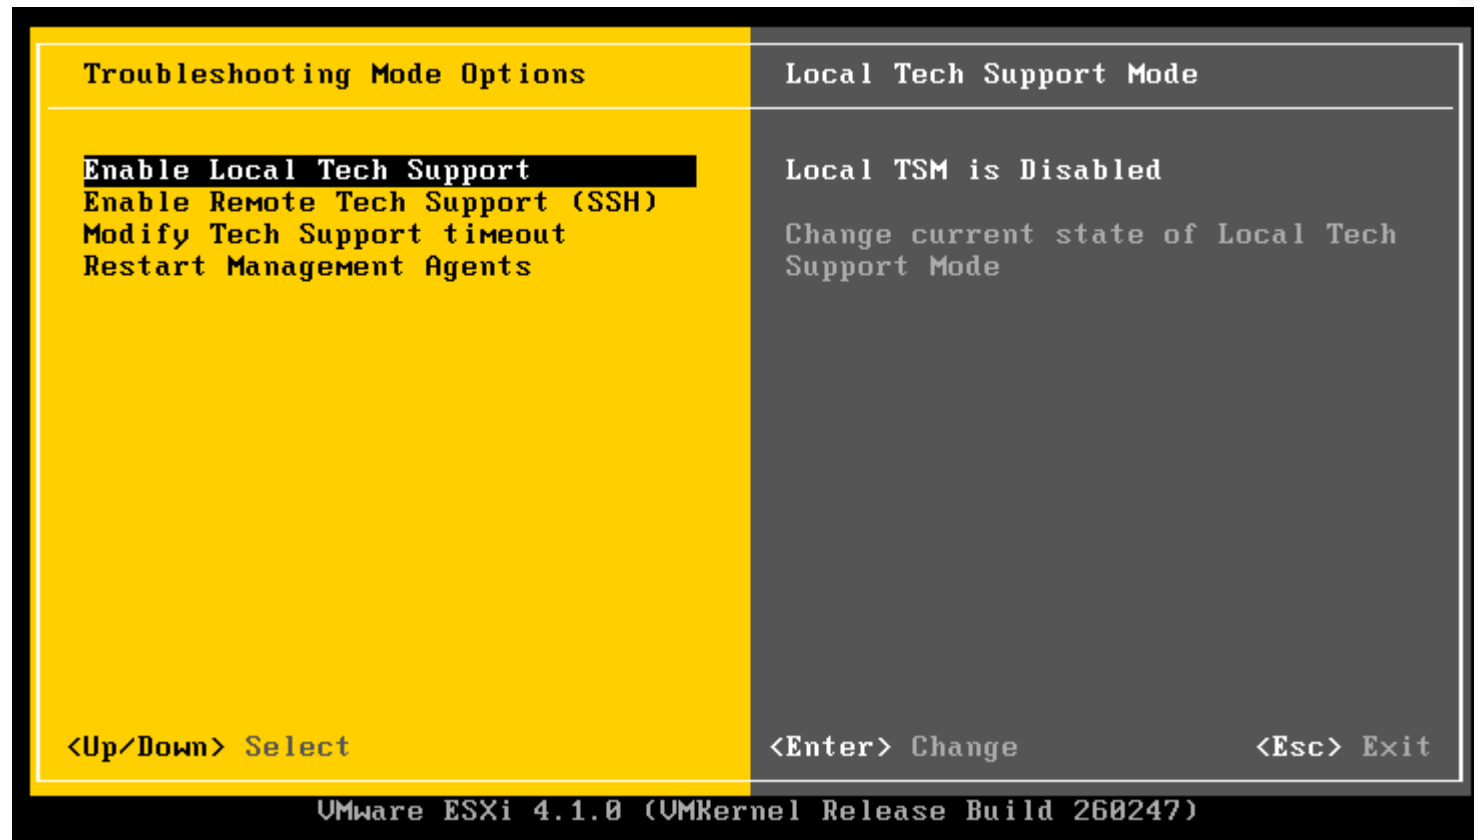 Troubleshooting Mode Options
Local Tech Support Mode
Enable Local Tech Support
Enable Remote Tech Support (SSH)
Modify Tech Support timeout
Restart Management Agents
Local TSM is Disabled
Change current state of Local Tech
Support Mode
<Up/Down> Select
<Enter> Change
<Esc> Exit
VMware ESXi 4.1.0 (VMKernel Release Build 260247)